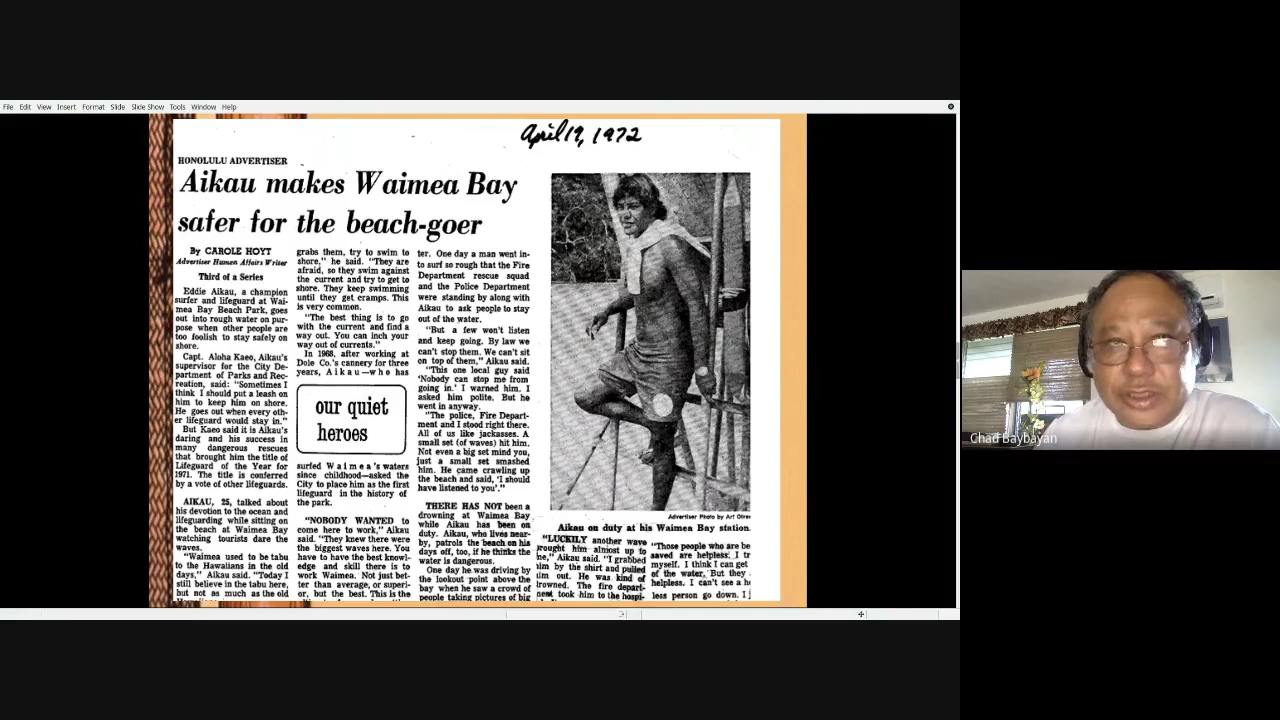 File Edit View Insert Format Slide Slide Show Tools Window Help
April 19, 1972
HONOLULU ADVERTISER
Aikau makes Waimea Bay
safer for the beach-goer
By CAROLE HOYT
Advertiser Human Affairs Writer
Third of a Series
Eddie Aikau, a champion
surfer and lifeguard at Wai-
mea Bay Beach Park, goes
out into rough water on pur-
pose when other people are
too foolish to stay safely on
shore.
Capt. Aloha Kaeo, Aikau's
supervisor for the City De-
partment of Parks and Rec-
reation, said: "Sometimes I
think I should put a leash on
him to keep him on shore.
He goes out when every oth-
er lifeguard would stay in."
But Kaeo said it is Aikau's
daring and his success in
many dangerous rescues
that brought him the title of
Lifeguard of the Year for
1971. The title is conferred
by a vote of other lifeguards.
AIKAU, 25, talked about
his devotion to the ocean and
lifeguarding while sitting on
the beach at Waimea Bay
watching tourists dare the
waves.
"Waimea used to be tabu
to the Hawaiians in the old
days," Aikau said. "Today I
still believe in the tabu here,
but not as much as the old
grabs them, try to swim to
shore," he said. "They are
afraid, so they swim against
the current and try to get to
shore. They keep swimming
until they get cramps. This
is very common.
"The best thing is to go
with the current and find a
way out. You can inch your
way out of currents."
In 1968, after working at
Dole Co.'s cannery for three
years, Aikau—who has
our quiet
heroes
surfed Waimea's waters
since childhood—asked the
City to place him as the first
lifeguard in the history of
the park.
"NOBODY WANTED to
come here to work," Aikau
said. "They knew there were
the biggest waves here. You
have to have the best knowl-
edge and skill there is to
work Waimea. Not just bet-
ter than average, or superi-
or, but the best. This is the
ter. One day a man went in-
to surf so rough that the Fire
Department rescue squad
and the Police Department
were standing by along with
Aikau to ask people to stay
out of the water.
"But a few won't listen
and keep going. By law we
can't stop them. We can't sit
on top of them," Aikau said.
"This one local guy said
'Nobody can stop me from
going in.' I warned him. I
asked him polite. But he
went in anyway.
"The police, Fire Depart-
ment and I stood right there.
All of us like jackasses. A
small set (of waves) hit him.
Not even a big set mind you,
just a small set smashed
him. He came crawling up
the beach and said, 'I should
have listened to you'."
THERE HAS NOT been a
drowning at Waimea Bay
while Aikau has been on
duty. Aikau, who lives near-
by, patrols the beach on his
days off, too, if he thinks the
water is dangerous.
One day he was driving by
the lookout point above the
bay when he saw a crowd of
people taking pictures of big
Advertiser Photo by Art
Aikau on duty at his Waimea Bay station.
"LUCKILY another wave
brought him almost up to
me," Aikau said. "I grabbed
him by the shirt and pulled
him out. He was kind of
drowned. The fire depart-
ment took him to the hospi-
"Those people who are be
saved are helpless. I tr
myself. I think I can get
of the water. But they
helpless. I can't see a
less person go down. I
Chad Baybayan